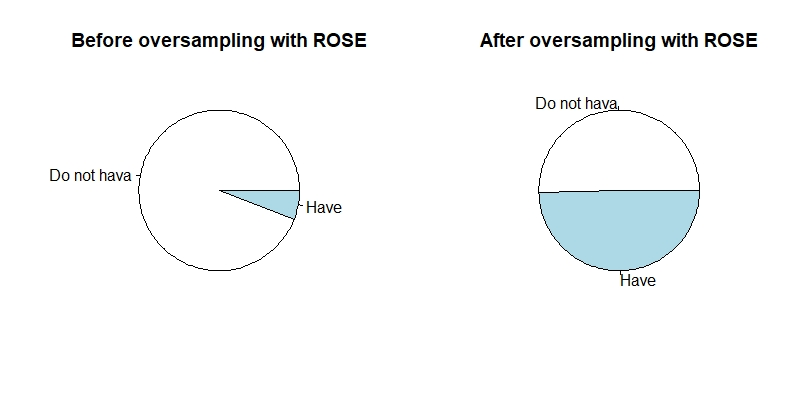 Before oversampling with ROSE
Do not hava
Have
After oversampling with ROSE
Do not hava
Have